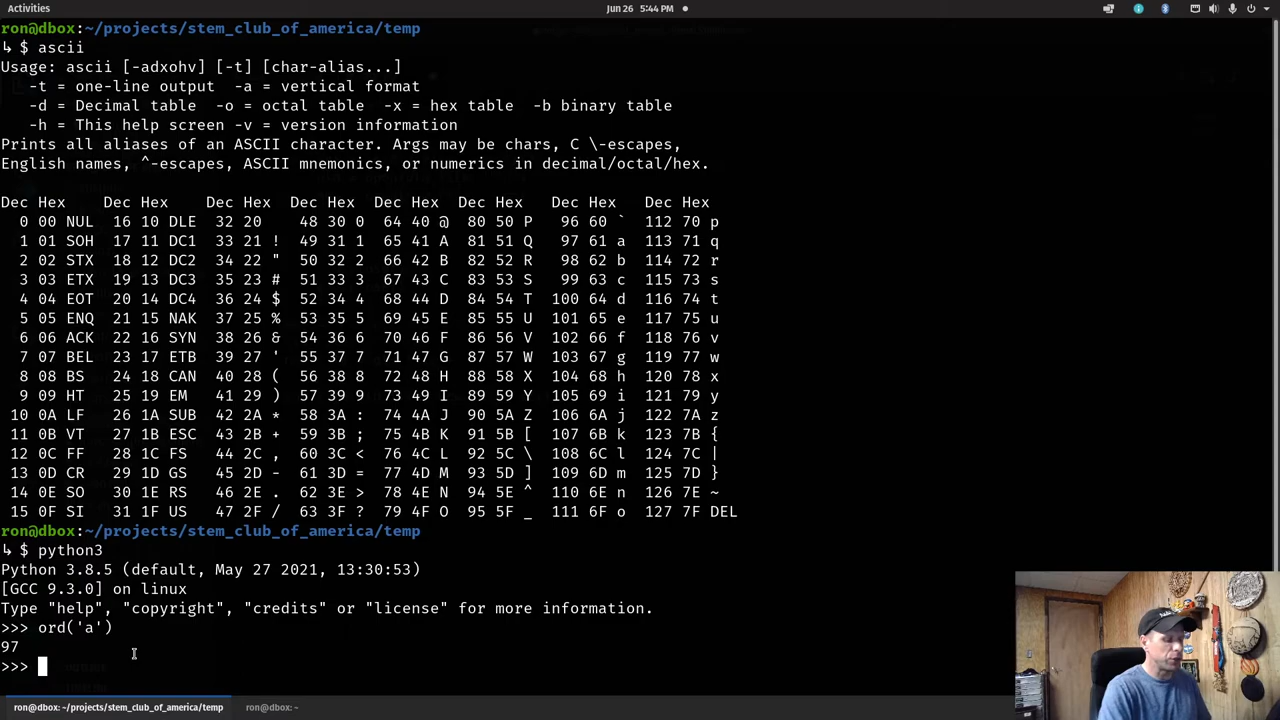 Activities
Jun 26 5:44 PM
ron@dbox:~/projects/stem_club_of_america/temp
↳ $ ascii
Usage: ascii [-adxohv] [-t] [char-alias...]
-t = one-line output -a = vertical format
-d = Decimal table -o = octal table -x = hex table -b binary table
-h = This help screen -v = version information
Prints all aliases of an ASCII character. Args may be chars, C \-escapes,
English names, ^-escapes, ASCII mnemonics, or numerics in decimal/octal/hex.
Dec Hex Dec Hex Dec Hex Dec Hex Dec Hex Dec Hex Dec Hex Dec Hex
0 00 NUL 16 10 DLE 32 20 48 30 0 64 40 @ 80 50 P 96 60 ` 112 70 p
1 01 SOH 17 11 DC1 33 21 ! 49 31 1 65 41 A 81 51 Q 97 61 a 113 71 q
2 02 STX 18 12 DC2 34 22 " 50 32 2 66 42 B 82 52 R 98 62 b 114 72 r
3 03 ETX 19 13 DC3 35 23 # 51 33 3 67 43 C 83 53 S 99 63 c 115 73 s
4 04 EOT 20 14 DC4 36 24 $ 52 34 4 68 44 D 84 54 T 100 64 d 116 74 t
5 05 ENQ 21 15 NAK 37 25 % 53 35 5 69 45 E 85 55 U 101 65 e 117 75 u
6 06 ACK 22 16 SYN 38 26 & 54 36 6 70 46 F 86 56 V 102 66 f 118 76 v
7 07 BEL 23 17 ETB 39 27 ' 55 37 7 71 47 G 87 57 W 103 67 g 119 77 w
8 08 BS 24 18 CAN 40 28 ( 56 38 8 72 48 H 88 58 X 104 68 h 120 78 x
9 09 HT 25 19 EM 41 29 ) 57 39 9 73 49 I 89 59 Y 105 69 i 121 79 y
10 0A LF 26 1A SUB 42 2A * 58 3A : 74 4A J 90 5A Z 106 6A j 122 7A z
11 0B VT 27 1B ESC 43 2B + 59 3B ; 75 4B K 91 5B [ 107 6B k 123 7B {
12 0C FF 28 1C FS 44 2C , 60 3C < 76 4C L 92 5C \ 108 6C l 124 7C |
13 0D CR 29 1D GS 45 2D - 61 3D = 77 4D M 93 5D ] 109 6D m 125 7D }
14 0E SO 30 1E RS 46 2E . 62 3E > 78 4E N 94 5E ^ 110 6E n 126 7E ~
15 0F SI 31 1F US 47 2F / 63 3F ? 79 4F O 95 5F _ 111 6F o 127 7F DEL
ron@dbox:~/projects/stem_club_of_america/temp
↳ $ python3
Python 3.8.5 (default, May 27 2021, 13:30:53)
[GCC 9.3.0] on linux
Type "help", "copyright", "credits" or "license" for more information.
>>> ord('a')
97
>>>
ron@dbox: ~/projects/stem_club_of_america/temp
ron@dbox: ~